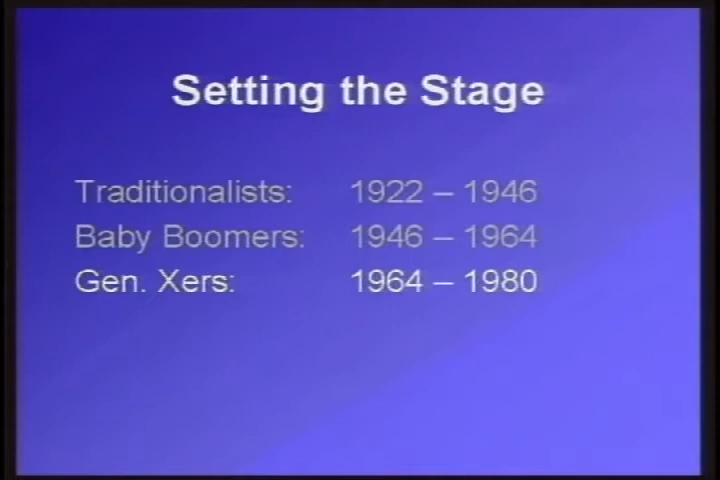 Setting the Stage
Traditionalists: 1922 – 1946
Baby Boomers: 1946 – 1964
Gen. Xers: 1964 – 1980